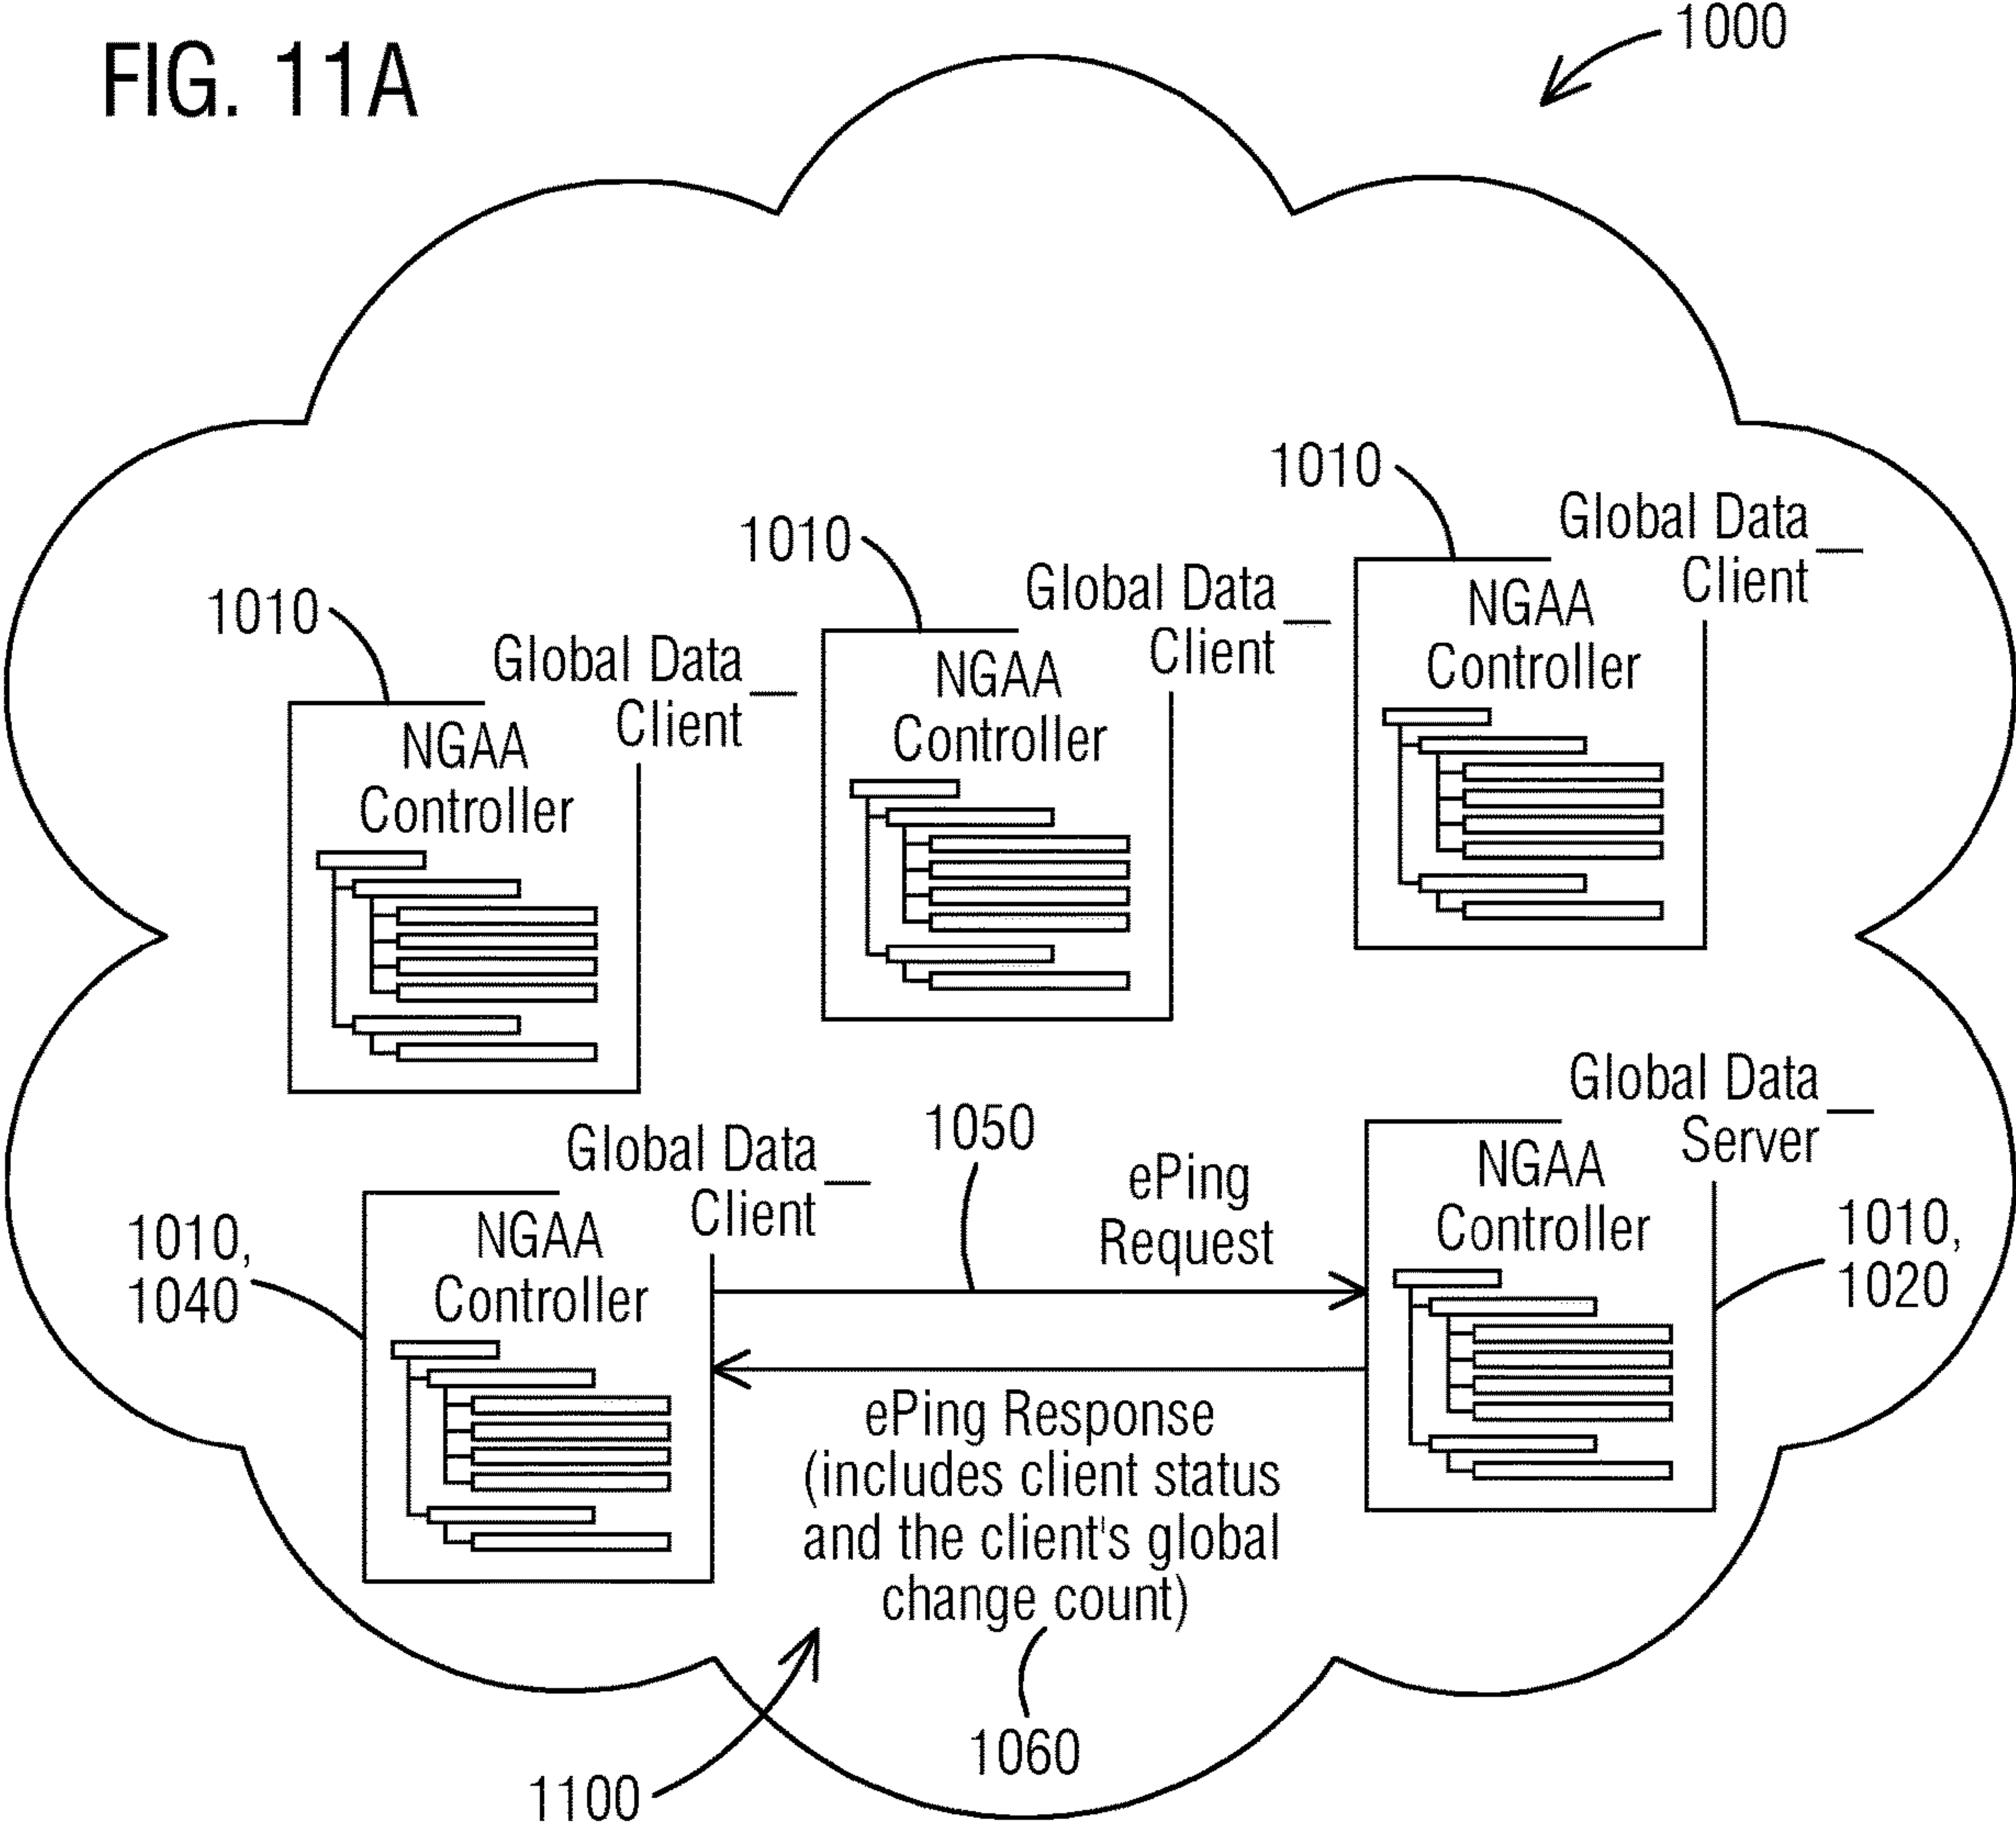 FIG. 11A
1000
1010
Global Data
Client
NGAA
Controller
1010
Global Data
Client
NGAA
Controller
1010
Global Data
Client
NGAA
Controller
1010,
1040
Global Data
Client
NGAA
Controller
1050
ePing
Request
Global Data
Server
NGAA
Controller
1010,
1020
ePing Response
(includes client status
and the client's global
change count)
1060
1100